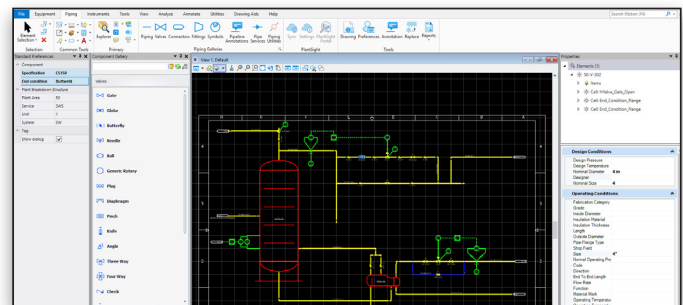 File Equipment Piping Instruments Tools View Analyze Annotate Utilities Drawing Aids Help
Search Ribbon (F4)
Element Selection Explorer Piping Valves Connections Fittings Symbols Pipeline Annotations Pipe Services Piping Utilities Sync Settings PlantSight Portal Drawing Preferences Annotation Replace Reports
Selection Common Tools Primary Piping Galleries PlantSight Tools
Standard Preferences
Component
Specification CS150
End condition Buttweld
Plant Breakdown Structure
Plant Area 50
Service SWS
Unit
System SW
Tag
Show dialog
Component Gallery
Valves
Gate
Globe
Butterfly
Needle
Ball
Generic Rotary
Plug
Diaphragm
Pinch
Knife
Angle
Three Way
Four Way
Check
View 1, Default
Properties
Elements (1)
50-V-302
Items
Cell: HValve_Gate_Open
Cell: End_Condition_Flange
Cell: End_Condition_Flange
Design Conditions
Design Pressure
Design Temperature
Nominal Diameter 4 in
Designer
Nominal Size 4
Operating Conditions
Fabrication Category
Grade
Inside Diameter
Insulation Material
Insulation Thickness
Length
Outside Diameter
Pipe Flange Type
Shop Field
Size 4"
Normal Operating Pre
Code
Direction
End To End Length
Flow Rate
Function
Material Mark
Operating Temperatur